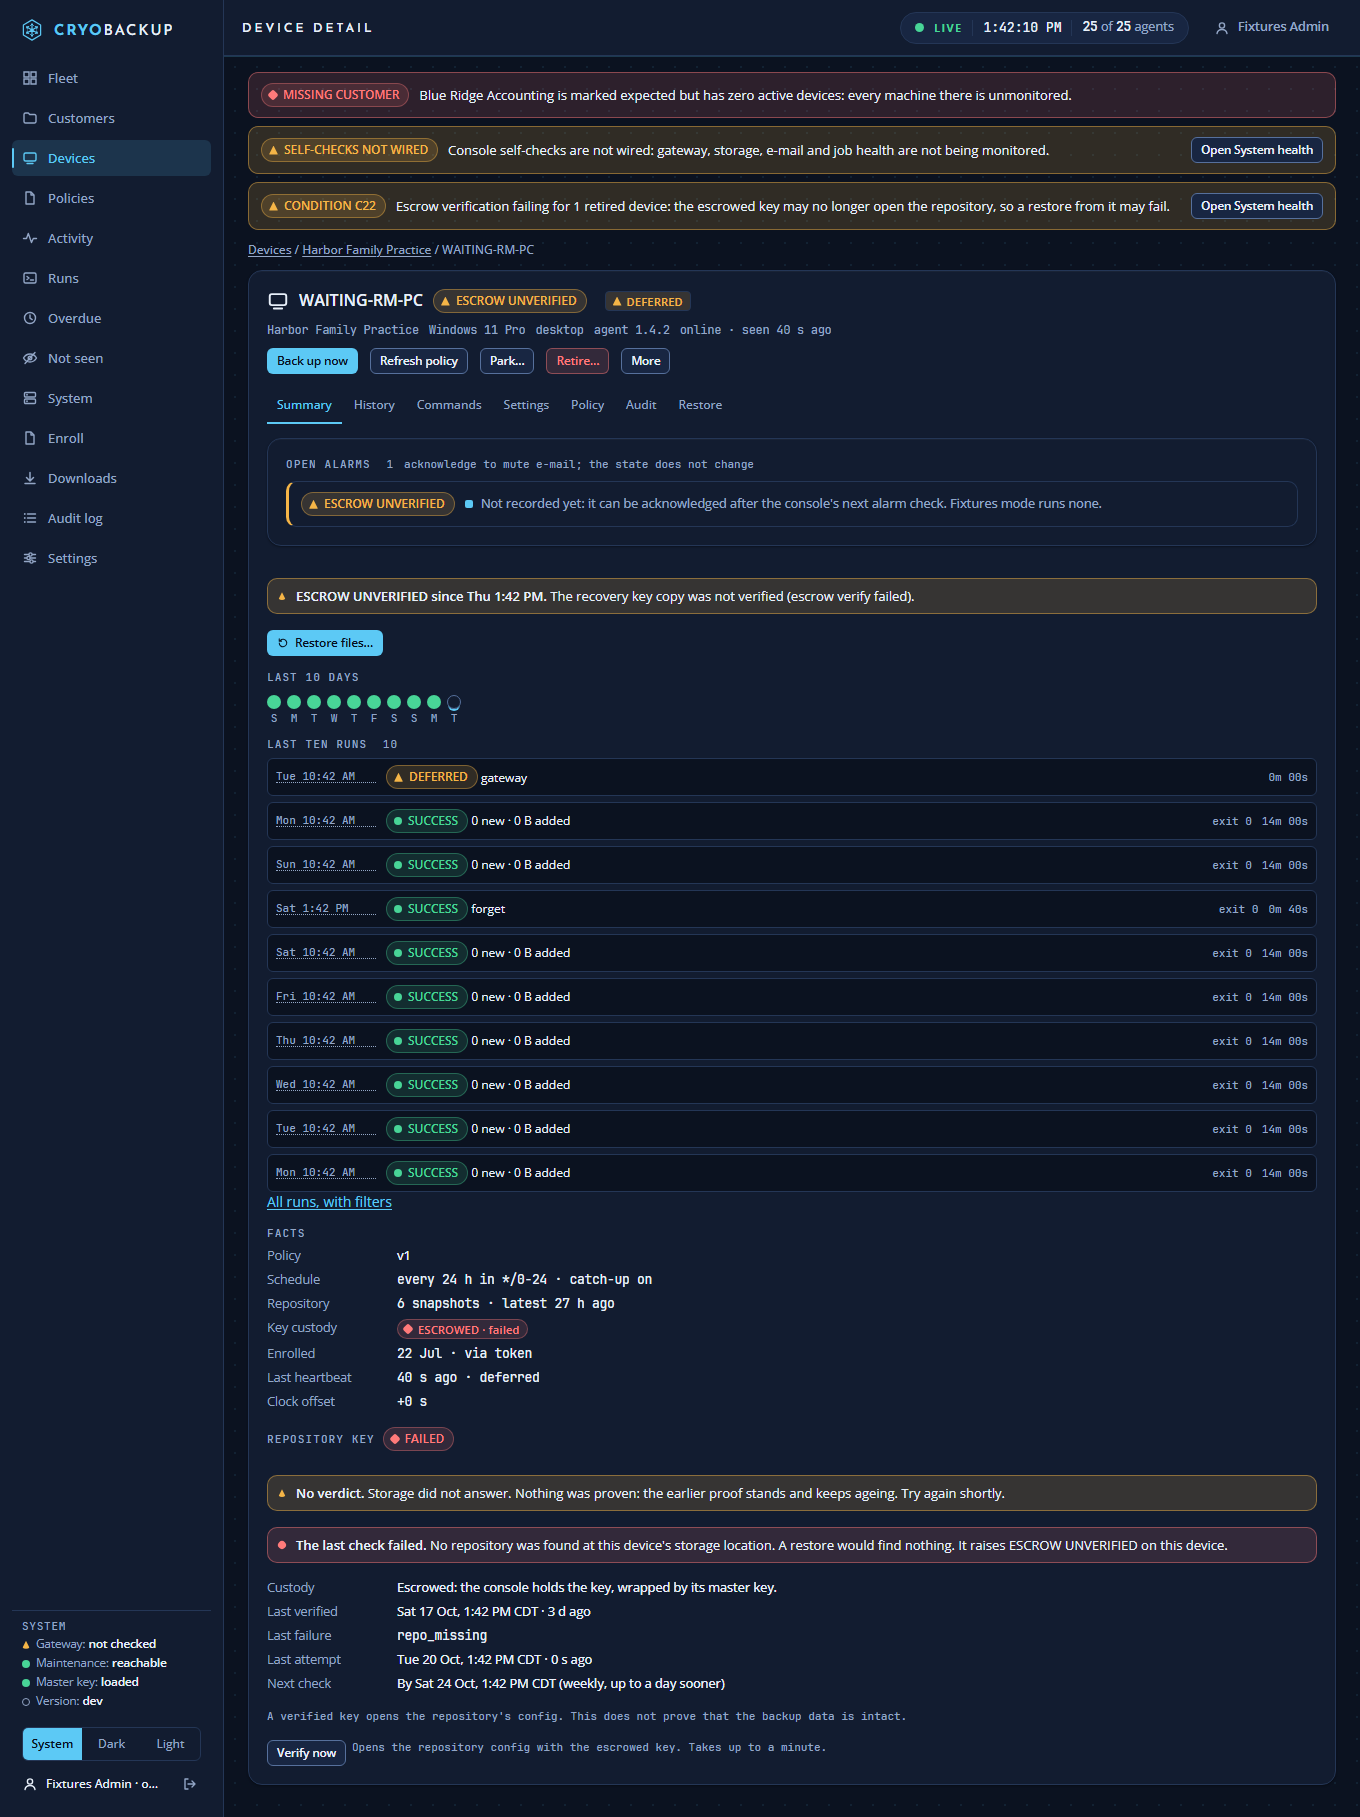 CRYOBACKUP
Fleet
Customers
Devices
Policies
Activity
Runs
Overdue
Not seen
System
Enroll
Downloads
Audit log
Settings
SYSTEM
Gateway: not checked
Maintenance: reachable
Master key: loaded
Version: dev
System Dark Light
Fixtures Admin · o...
DEVICE DETAIL
LIVE 1:42:10 PM 25 of 25 agents
Fixtures Admin
MISSING CUSTOMER Blue Ridge Accounting is marked expected but has zero active devices: every machine there is unmonitored.
SELF-CHECKS NOT WIRED Console self-checks are not wired: gateway, storage, e-mail and job health are not being monitored. Open System health
CONDITION C22 Escrow verification failing for 1 retired device: the escrowed key may no longer open the repository, so a restore from it may fail. Open System health
Devices / Harbor Family Practice / WAITING-RM-PC
WAITING-RM-PC ESCROW UNVERIFIED DEFERRED
Harbor Family Practice Windows 11 Pro desktop agent 1.4.2 online · seen 40 s ago
Back up now Refresh policy Park... Retire... More
Summary History Commands Settings Policy Audit Restore
OPEN ALARMS 1 acknowledge to mute e-mail; the state does not change
ESCROW UNVERIFIED Not recorded yet: it can be acknowledged after the console's next alarm check. Fixtures mode runs none.
ESCROW UNVERIFIED since Thu 1:42 PM. The recovery key copy was not verified (escrow verify failed).
Restore files...
LAST 10 DAYS
S M T W T F S S M T
LAST TEN RUNS 10
Tue 10:42 AM DEFERRED gateway 0m 00s
Mon 10:42 AM SUCCESS 0 new · 0 B added exit 0 14m 00s
Sun 10:42 AM SUCCESS 0 new · 0 B added exit 0 14m 00s
Sat 1:42 PM SUCCESS forget exit 0 0m 40s
Sat 10:42 AM SUCCESS 0 new · 0 B added exit 0 14m 00s
Fri 10:42 AM SUCCESS 0 new · 0 B added exit 0 14m 00s
Thu 10:42 AM SUCCESS 0 new · 0 B added exit 0 14m 00s
Wed 10:42 AM SUCCESS 0 new · 0 B added exit 0 14m 00s
Tue 10:42 AM SUCCESS 0 new · 0 B added exit 0 14m 00s
Mon 10:42 AM SUCCESS 0 new · 0 B added exit 0 14m 00s
All runs, with filters
FACTS
Policy v1
Schedule every 24 h in */0-24 · catch-up on
Repository 6 snapshots · latest 27 h ago
Key custody ESCROWED · failed
Enrolled 22 Jul · via token
Last heartbeat 40 s ago · deferred
Clock offset +0 s
REPOSITORY KEY FAILED
No verdict. Storage did not answer. Nothing was proven: the earlier proof stands and keeps ageing. Try again shortly.
The last check failed. No repository was found at this device's storage location. A restore would find nothing. It raises ESCROW UNVERIFIED on this device.
Custody Escrowed: the console holds the key, wrapped by its master key.
Last verified Sat 17 Oct, 1:42 PM CDT · 3 d ago
Last failure repo_missing
Last attempt Tue 20 Oct, 1:42 PM CDT · 0 s ago
Next check By Sat 24 Oct, 1:42 PM CDT (weekly, up to a day sooner)
A verified key opens the repository's config. This does not prove that the backup data is intact.
Verify now Opens the repository config with the escrowed key. Takes up to a minute.